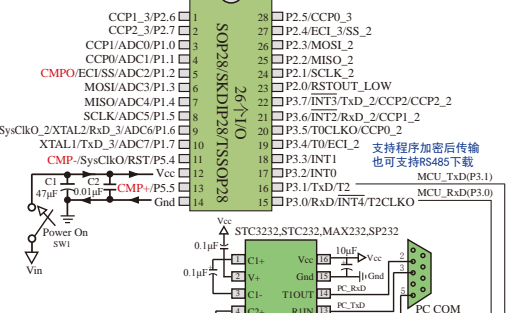 CCP1_3/P2.6 1
CCP2_3/P2.7 2
CCP1/ADC0/P1.0 3
CCP0/ADC1/P1.1 4
CMPO/ECI/SS/ADC2/P1.2 5
MOSI/ADC3/P1.3 6
MISO/ADC4/P1.4 7
SCLK/ADC5/P1.5 8
SysClkO_2/XTAL2/RxD_3/ADC6/P1.6 9
XTAL1/TxD_3/ADC7/P1.7 10
CMP-/SysClkO/RST/P5.4 11
Vcc 12
CMP+/P5.5 13
Gnd 14
SOP28/SKDIP28/TSSOP28
26个I/O
28 P2.5/CCP0_3
27 P2.4/ECI_3/SS_2
26 P2.3/MOSI_2
25 P2.2/MISO_2
24 P2.1/SCLK_2
23 P2.0/RSTOUT_LOW
22 P3.7/INT3/TxD_2/CCP2/CCP2_2
21 P3.6/INT2/RxD_2/CCP1_2
20 P3.5/T0CLKO/CCP0_2
19 P3.4/T0/ECI_2
18 P3.3/INT1
17 P3.2/INT0
16 P3.1/TxD/T2
15 P3.0/RxD/INT4/T2CLKO
支持程序加密后传输
也可支持RS485下载
MCU_TxD(P3.1)
MCU_RxD(P3.0)
C1
47μF
C2
0.01μF
Power On
SW1
Vin
Vcc
0.1μF
0.1μF
STC3232,STC232,MAX232,SP232
1 C1+
2 V+
3 C1-
4 C2+
Vcc 16
Gnd 15
T1OUT 14
R1IN 13
10μF
Vcc
Gnd
PC_RxD
PC_TxD
2
3
5
PC COM